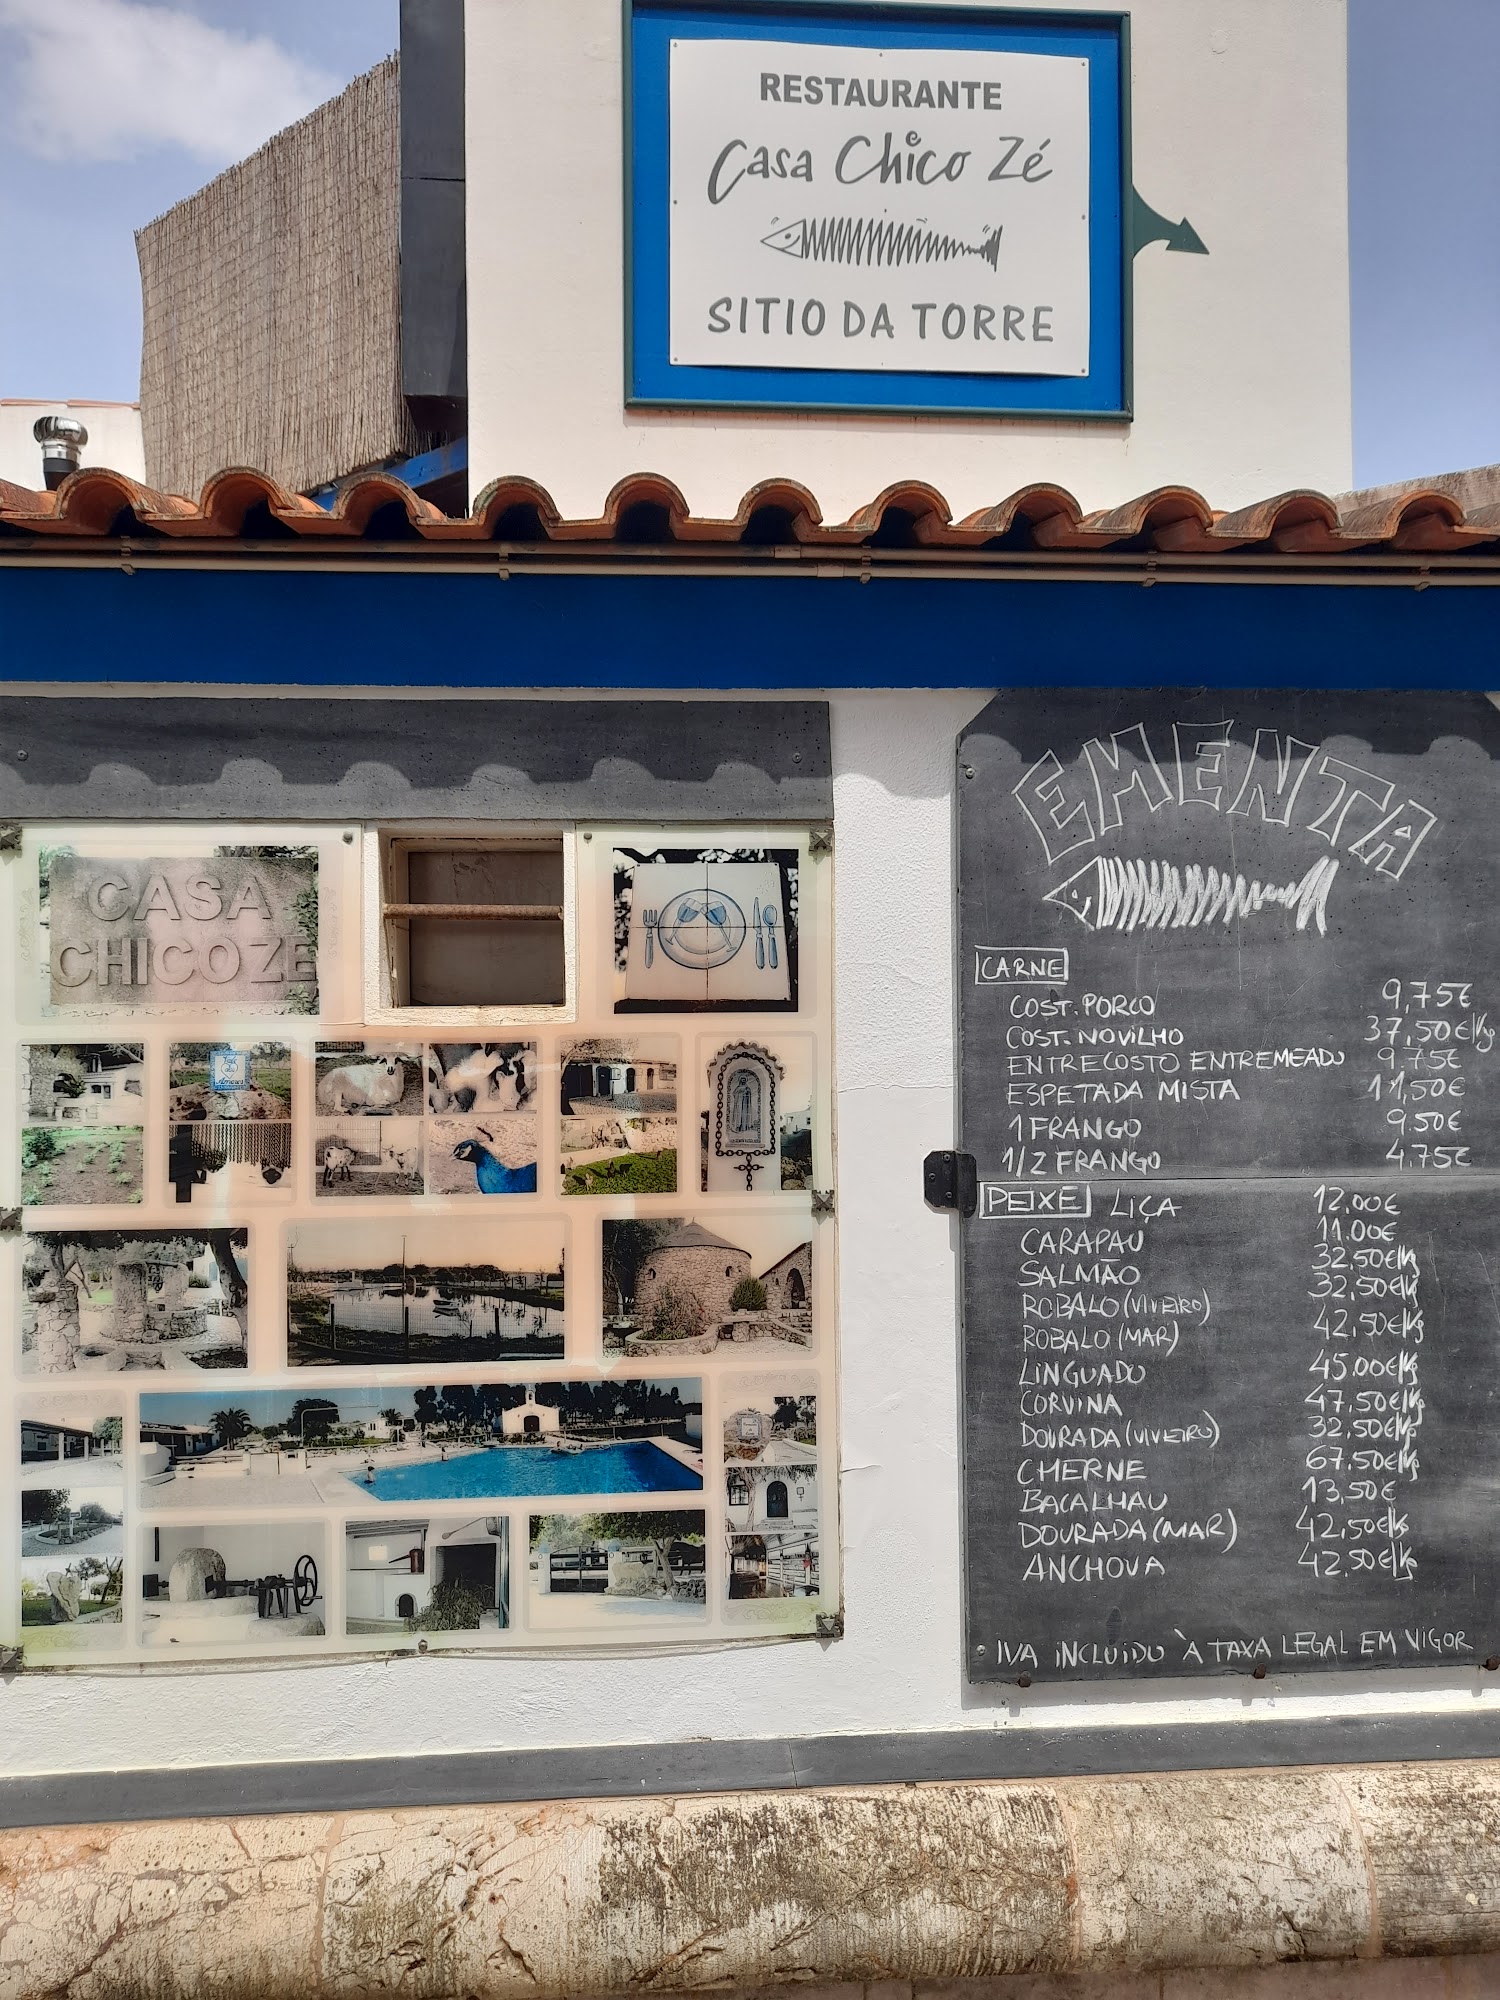 RESTAURANTE
Casa Chico Zé
SITIO DA TORRE
CASA
CHICO ZE
EMENTA
CARNE
COST. PORCO 9,75€
COST. NOVILHO 37,50€/Kg
ENTRECOSTO ENTREMEADO 9,75€
ESPETADA MISTA 11,50€
1 FRANGO 9.50€
1/2 FRANGO 4.75€
PEIXE LIÇA 12,00€
CARAPAU 11.00€
SALMÃO 32,50€/Kg
ROBALO (VIVEIRO) 32,50€/Kg
ROBALO (MAR) 42,50€/Kg
LINGUADO 45.00€/Kg
CORVINA 47,50€/Kg
DOURADA (VIVEIRO) 32,50€/Kg
CHERNE 67,50€/Kg
BACALHAU 13,50€
DOURADA (MAR) 42,50€/Kg
ANCHOVA 42,50€/Kg
IVA INCLUIDO À TAXA LEGAL EM VIGOR